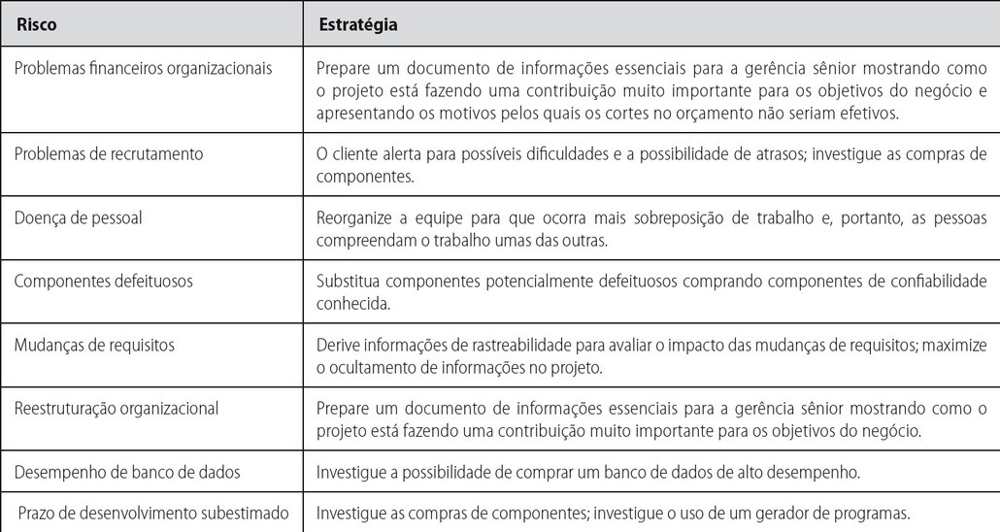 Risco
Estratégia
Problemas financeiros organizacionais
Prepare um documento de informações essenciais para a gerência sênior mostrando como
o projeto está fazendo uma contribuição muito importante para os objetivos do negócio e
apresentando os motivos pelos quais os cortes no orçamento não seriam efetivos.
Problemas de recrutamento
O cliente alerta para possíveis dificuldades e a possibilidade de atrasos; investigue as compras de
componentes.
Doença de pessoal
Reorganize a equipe para que ocorra mais sobreposição de trabalho e, portanto, as pessoas
compreendam o trabalho umas das outras.
Componentes defeituosos
Substitua componentes potencialmente defeituosos comprando componentes de confiabilidade
conhecida.
Mudanças de requisitos
Derive informações de rastreabilidade para avaliar o impacto das mudanças de requisitos; maximize
o ocultamento de informações no projeto.
Reestruturação organizacional
Prepare um documento de informações essenciais para a gerência sênior mostrando como o
projeto está fazendo uma contribuição muito importante para os objetivos do negócio.
Desempenho de banco de dados
Investigue a possibilidade de comprar um banco de dados de alto desempenho.
Prazo de desenvolvimento subestimado
Investigue as compras de componentes; investigue o uso de um gerador de programas.